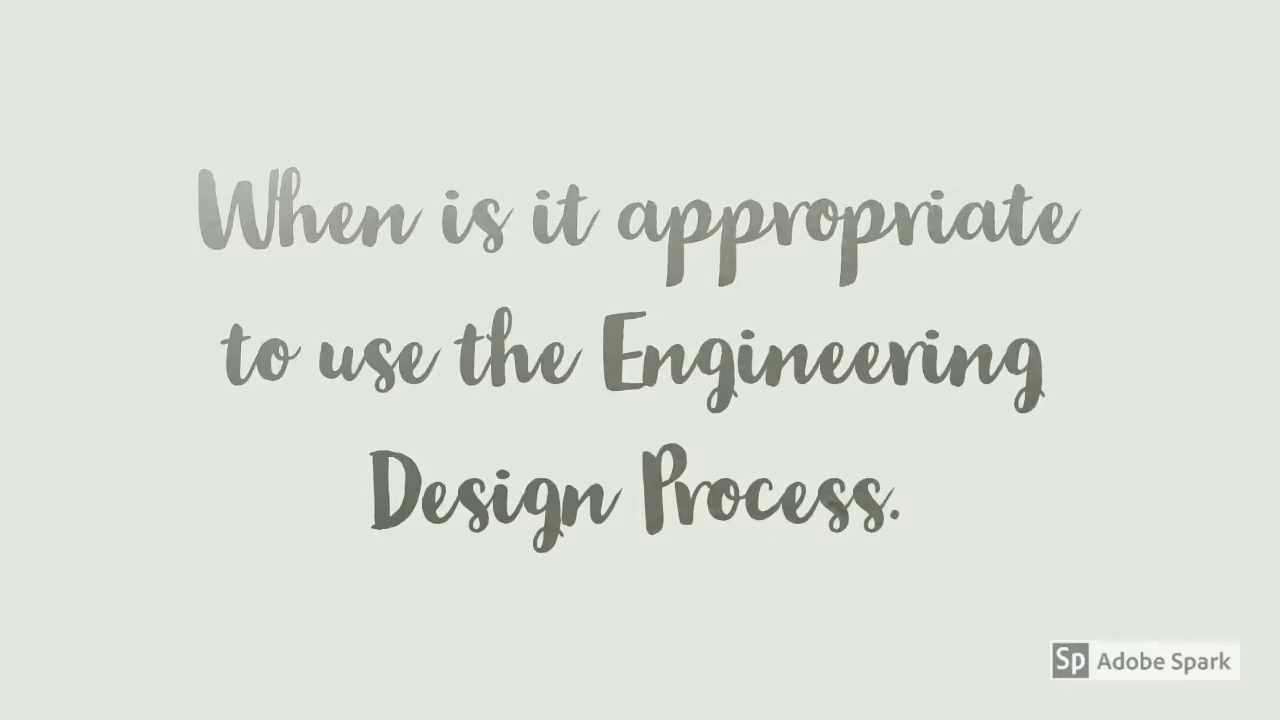 When is it appropriate
to use the Engineering
Design Process.
Sp Adobe Spark